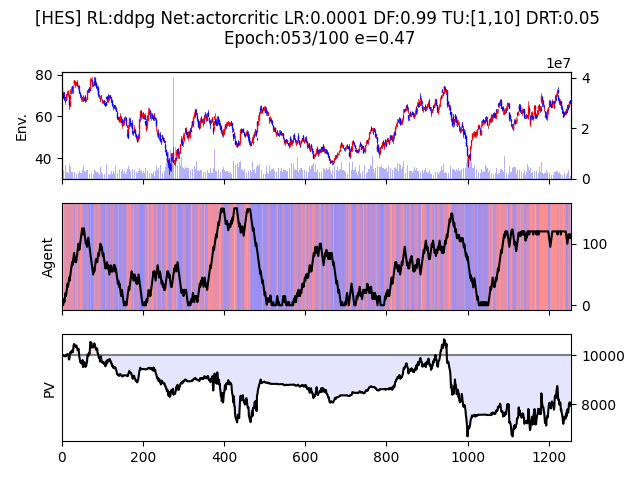 [HES] RL:ddpg Net:actorcritic LR:0.0001 DF:0.99 TU:[1,10] DRT:0.05
Epoch:053/100 e=0.47
1e7
80
60
40
Env.
4
2
0
Agent
100
0
PV
10000
8000
0 200 400 600 800 1000 1200